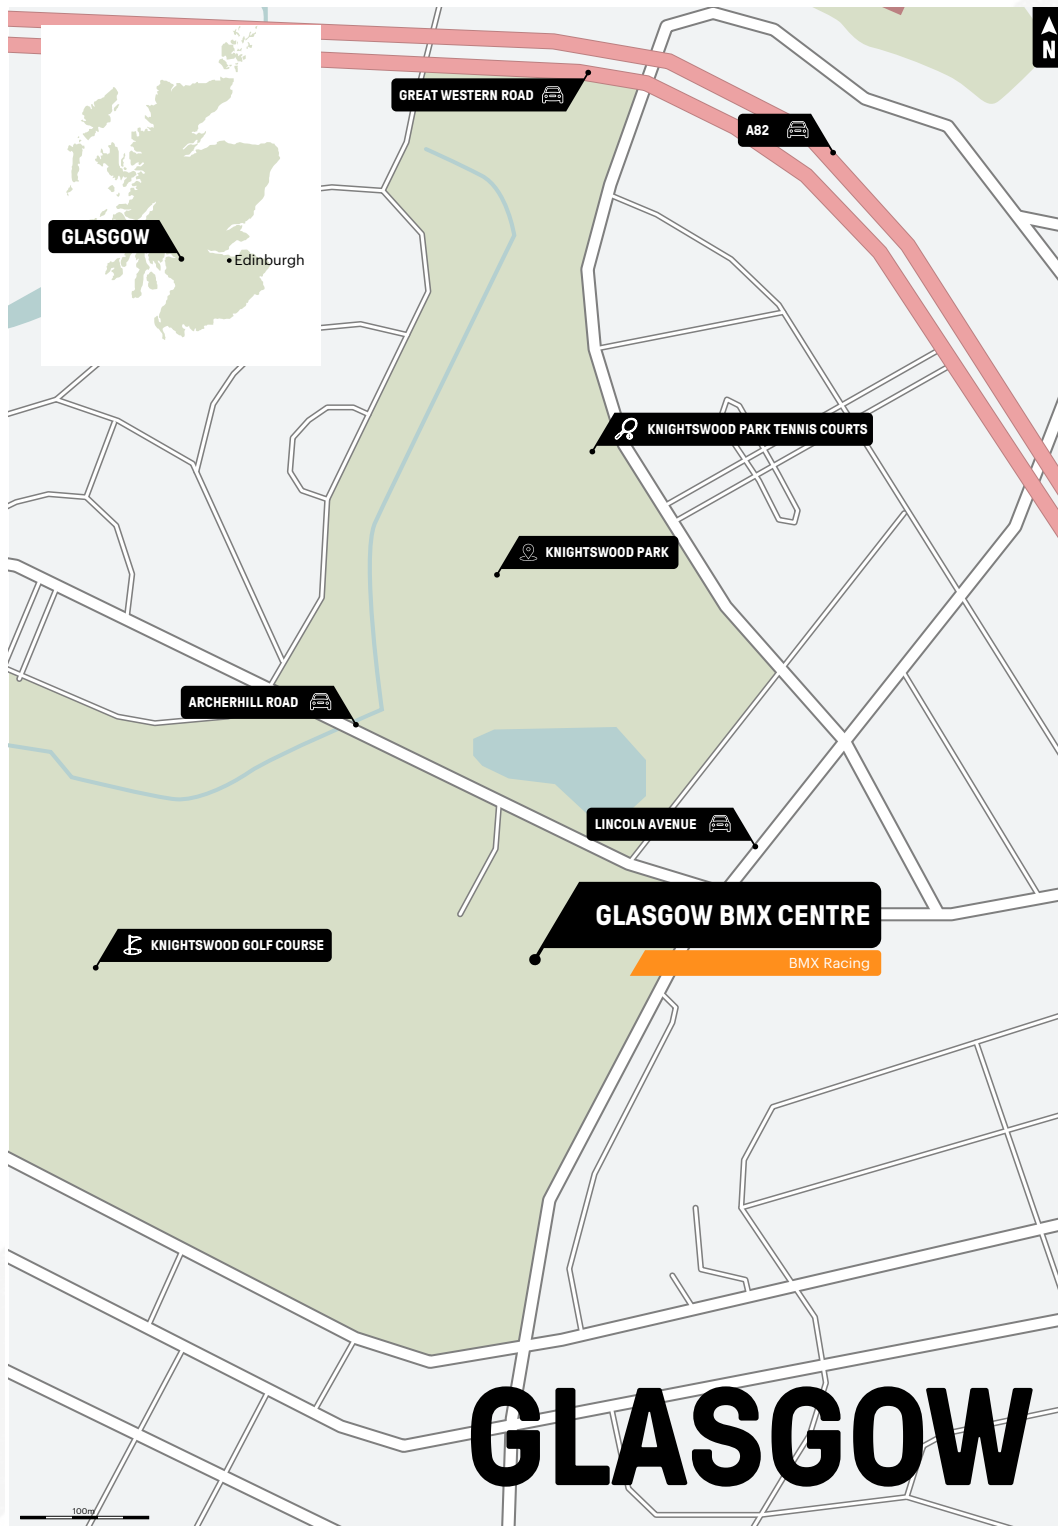 N
GREAT WESTERN ROAD
A82
GLASGOW
Edinburgh
KNIGHTSWOOD PARK TENNIS COURTS
KNIGHTSWOOD PARK
ARCHERHILL ROAD
LINCOLN AVENUE
GLASGOW BMX CENTRE
KNIGHTSWOOD GOLF COURSE
BMX Racing
GLASGOW
100m